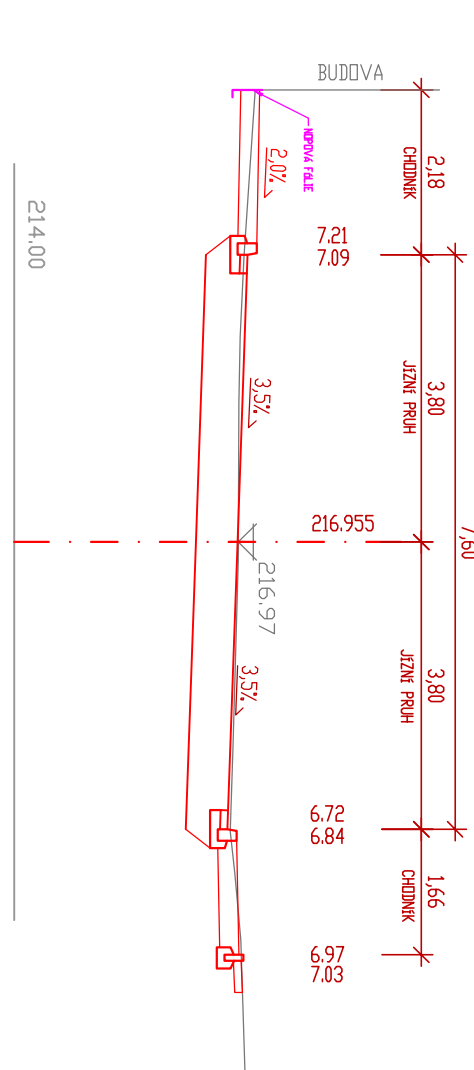 BUDOVA
NOPOVÁ FÓLIE
2,0%
2,18
CHODNÍK
7.21
7.09
214.00
3,5%
3,80
JÍZNÍ PRUH
216.955
7,60
216.97
3,5%
3,80
JÍZNÍ PRUH
6.72
6.84
1,66
CHODNÍK
6.97
7.03